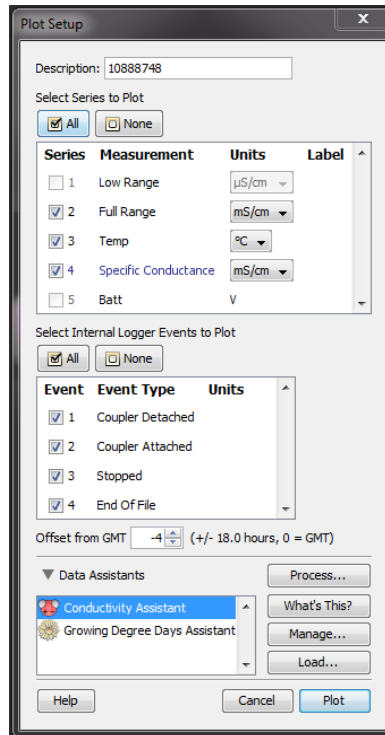 Plot Setup
x
Description: 10888748
Select Series to Plot
All None
Series Measurement Units Label
1 Low Range µS/cm
2 Full Range mS/cm
3 Temp °C
4 Specific Conductance mS/cm
5 Batt V
Select Internal Logger Events to Plot
All None
Event Event Type Units
1 Coupler Detached
2 Coupler Attached
3 Stopped
4 End Of File
Offset from GMT -4 (+/- 18.0 hours, 0 = GMT)
Data Assistants Process...
Conductivity Assistant What's This?
Growing Degree Days Assistant Manage...
Load...
Help Cancel Plot